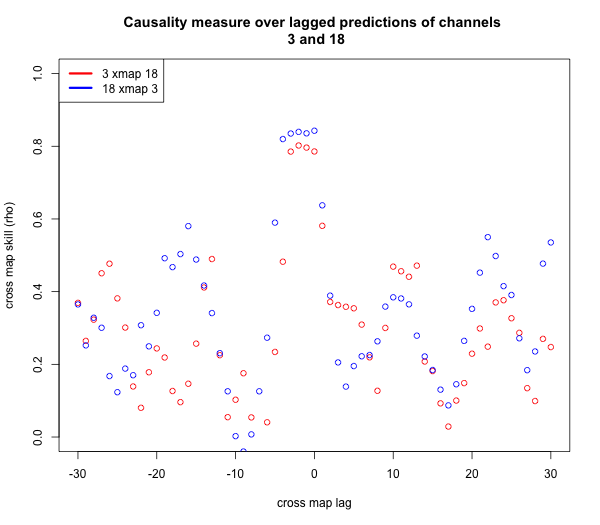 Causality measure over lagged predictions of channels
3 and 18
3 xmap 18
18 xmap 3
cross map skill (rho)
1.0
0.8
0.6
0.4
0.2
0.0
-30
-20
-10
0
10
20
30
cross map lag